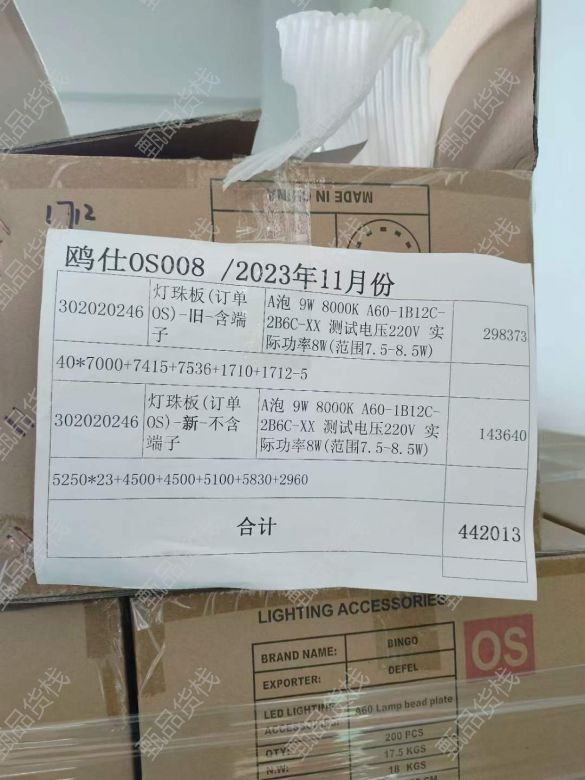 MADE IN CHINA
1712
鸥仕OS008 /2023年11月份
302020246
灯珠板(订单
OS)-旧-含端
子
A泡 9W 8000K A60-1B12C-
2B6C-XX 测试电压220V 实
际功率8W(范围7.5-8.5W)
298373
40*7000+7415+7536+1710+1712-5
302020246
灯珠板(订单
OS)-新-不含
端子
A泡 9W 8000K A60-1B12C-
2B6C-XX 测试电压220V 实
际功率8W(范围7.5-8.5W)
143640
5250*23+4500+4500+5100+5830+2960
合计
442013
LIGHTING ACCESSORIES
BRAND NAME: BINGO
EXPORTER: DEFEL
LED LIGHTING A60 Lamp bead plate
QTY: 200 PCS
N.W: 17.5 KGS
18 KGS
OS
甄品货栈